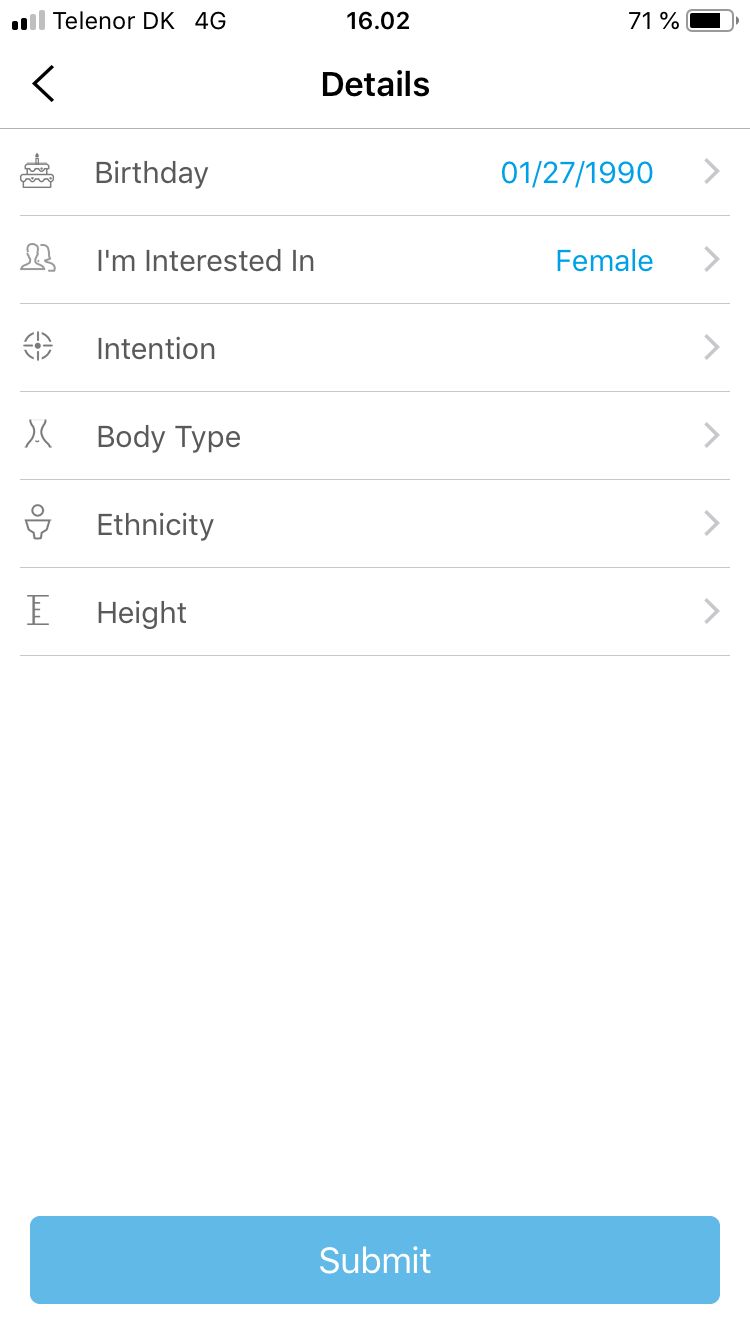 Telenor DK 4G 16.02 71 %
Details
Birthday 01/27/1990
I'm Interested In Female
Intention
Body Type
Ethnicity
Height
Submit